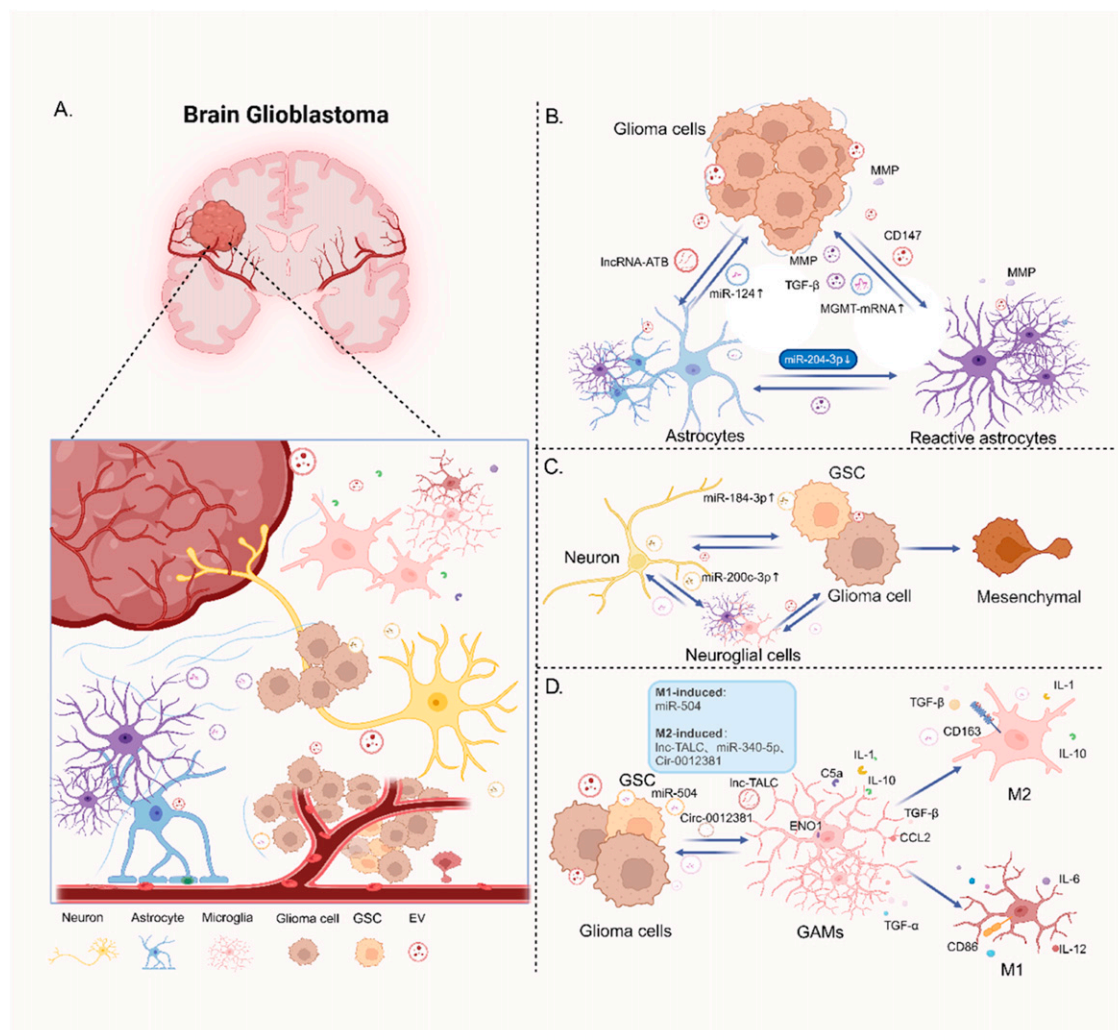 A.
Brain Glioblastoma
Neuron
Astrocyte
Microglia
Glioma cell
GSC
EV
B.
Glioma cells
MMP
CD147
lncRNA-ATB
MMP
TGF-β
miR-124↑
MGMT-mRNA↑
MMP
miR-204-3p↓
Astrocytes
Reactive astrocytes
C.
GSC
miR-184-3p↑
Neuron
miR-200c-3p↑
Glioma cell
Mesenchymal
Neuroglial cells
D.
M1-induced:
miR-504
M2-induced:
lnc-TALC、miR-340-5p、
Cir-0012381
GSC
miR-504
lnc-TALC
Circ-0012381
Glioma cells
C5a
IL-1
IL-10
ENO1
TGF-β
CCL2
GAMs
TGF-α
TGF-β
CD163
IL-1
IL-10
M2
IL-6
CD86
IL-12
M1